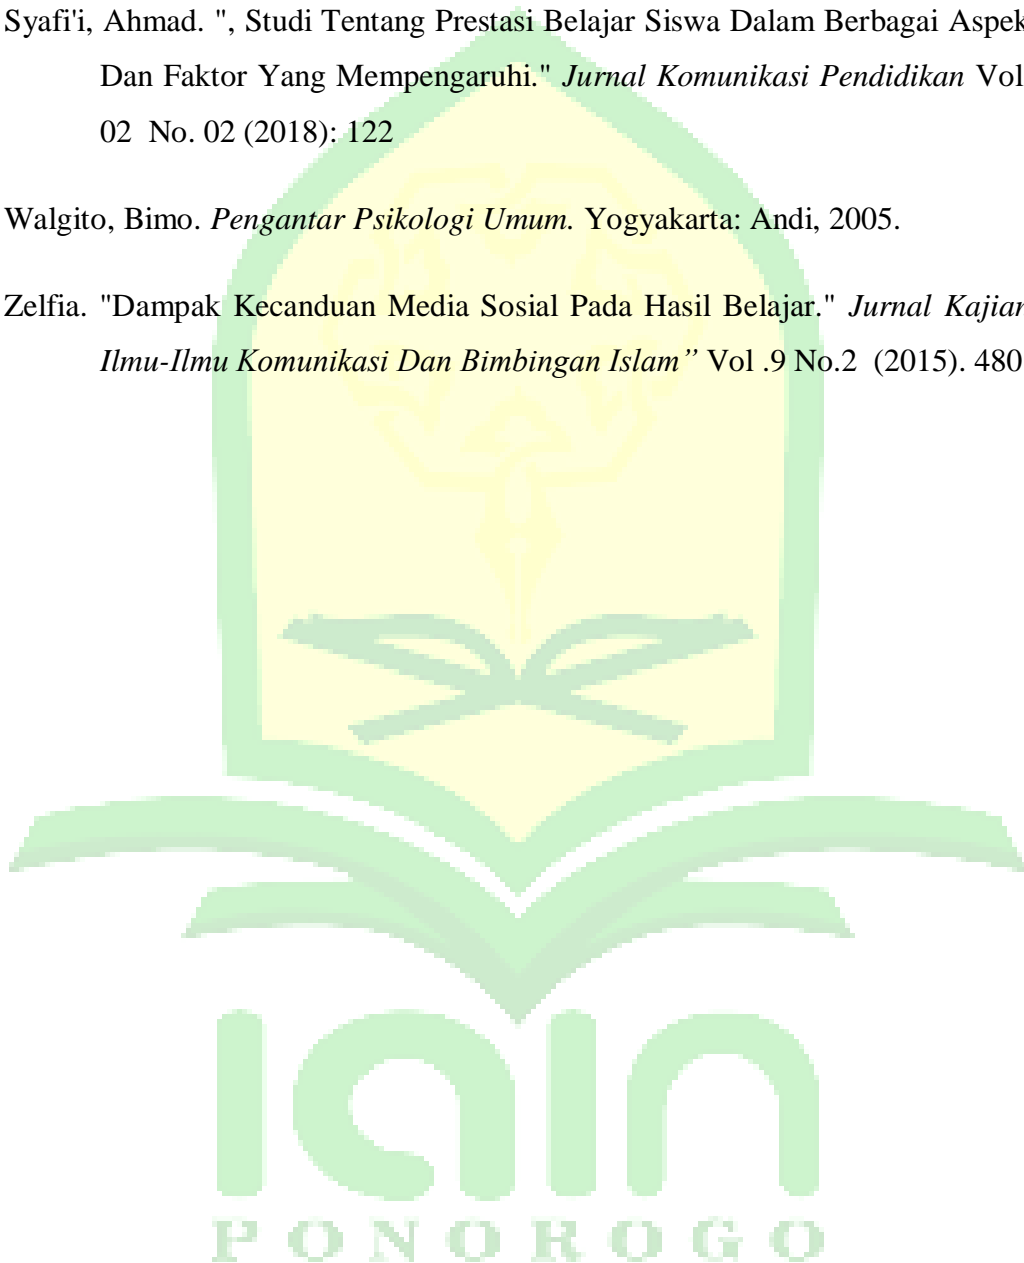 Syafi'i, Ahmad. ", Studi Tentang Prestasi Belajar Siswa Dalam Berbagai Aspek
Dan Faktor Yang Mempengaruhi." Jurnal Komunikasi Pendidikan Vol
02  No. 02 (2018): 122
Walgito, Bimo. Pengantar Psikologi Umum. Yogyakarta: Andi, 2005.
Zelfia. "Dampak Kecanduan Media Sosial Pada Hasil Belajar." Jurnal Kajian
Ilmu-Ilmu Komunikasi Dan Bimbingan Islam” Vol .9 No.2  (2015). 480
iain
PONOROGO